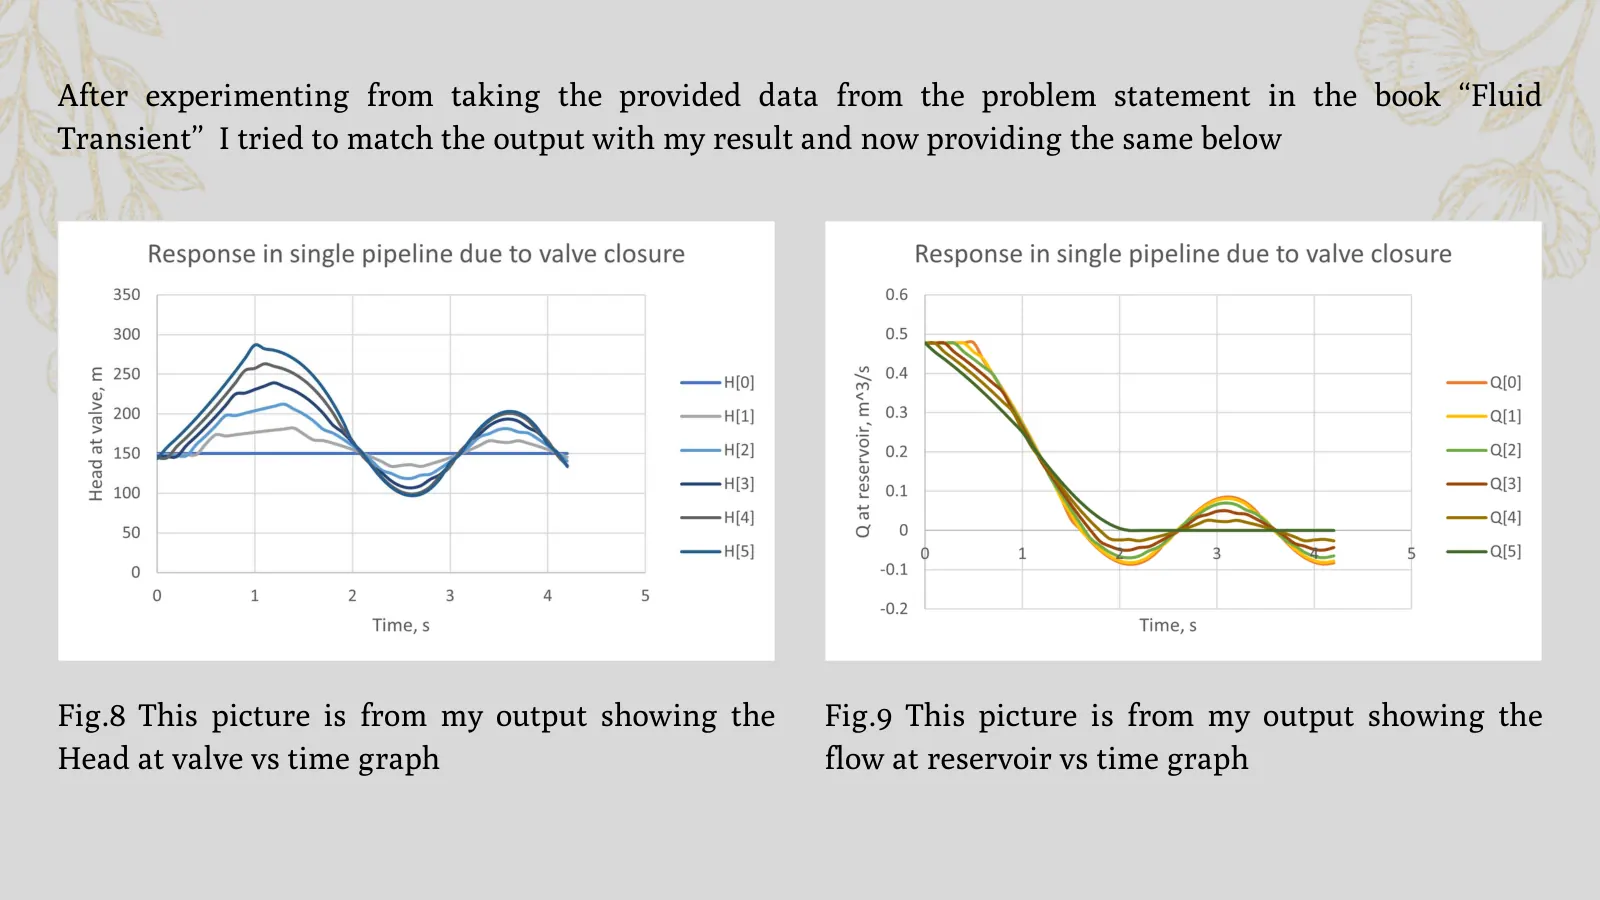 After experimenting from taking the provided data from the problem statement in the book “Fluid
Transient” I tried to match the output with my result and now providing the same below
Response in single pipeline due to valve closure
350
300
250
200
150
100
50
0
Head at valve, m
0 1 2 3 4 5
Time, s
H[0]
H[1]
H[2]
H[3]
H[4]
H[5]
Response in single pipeline due to valve closure
0.6
0.5
0.4
0.3
0.2
0.1
0
-0.1
-0.2
Q at reservoir, m^3/s
0 1 2 3 4 5
Time, s
Q[0]
Q[1]
Q[2]
Q[3]
Q[4]
Q[5]
Fig.8 This picture is from my output showing the
Head at valve vs time graph
Fig.9 This picture is from my output showing the
flow at reservoir vs time graph